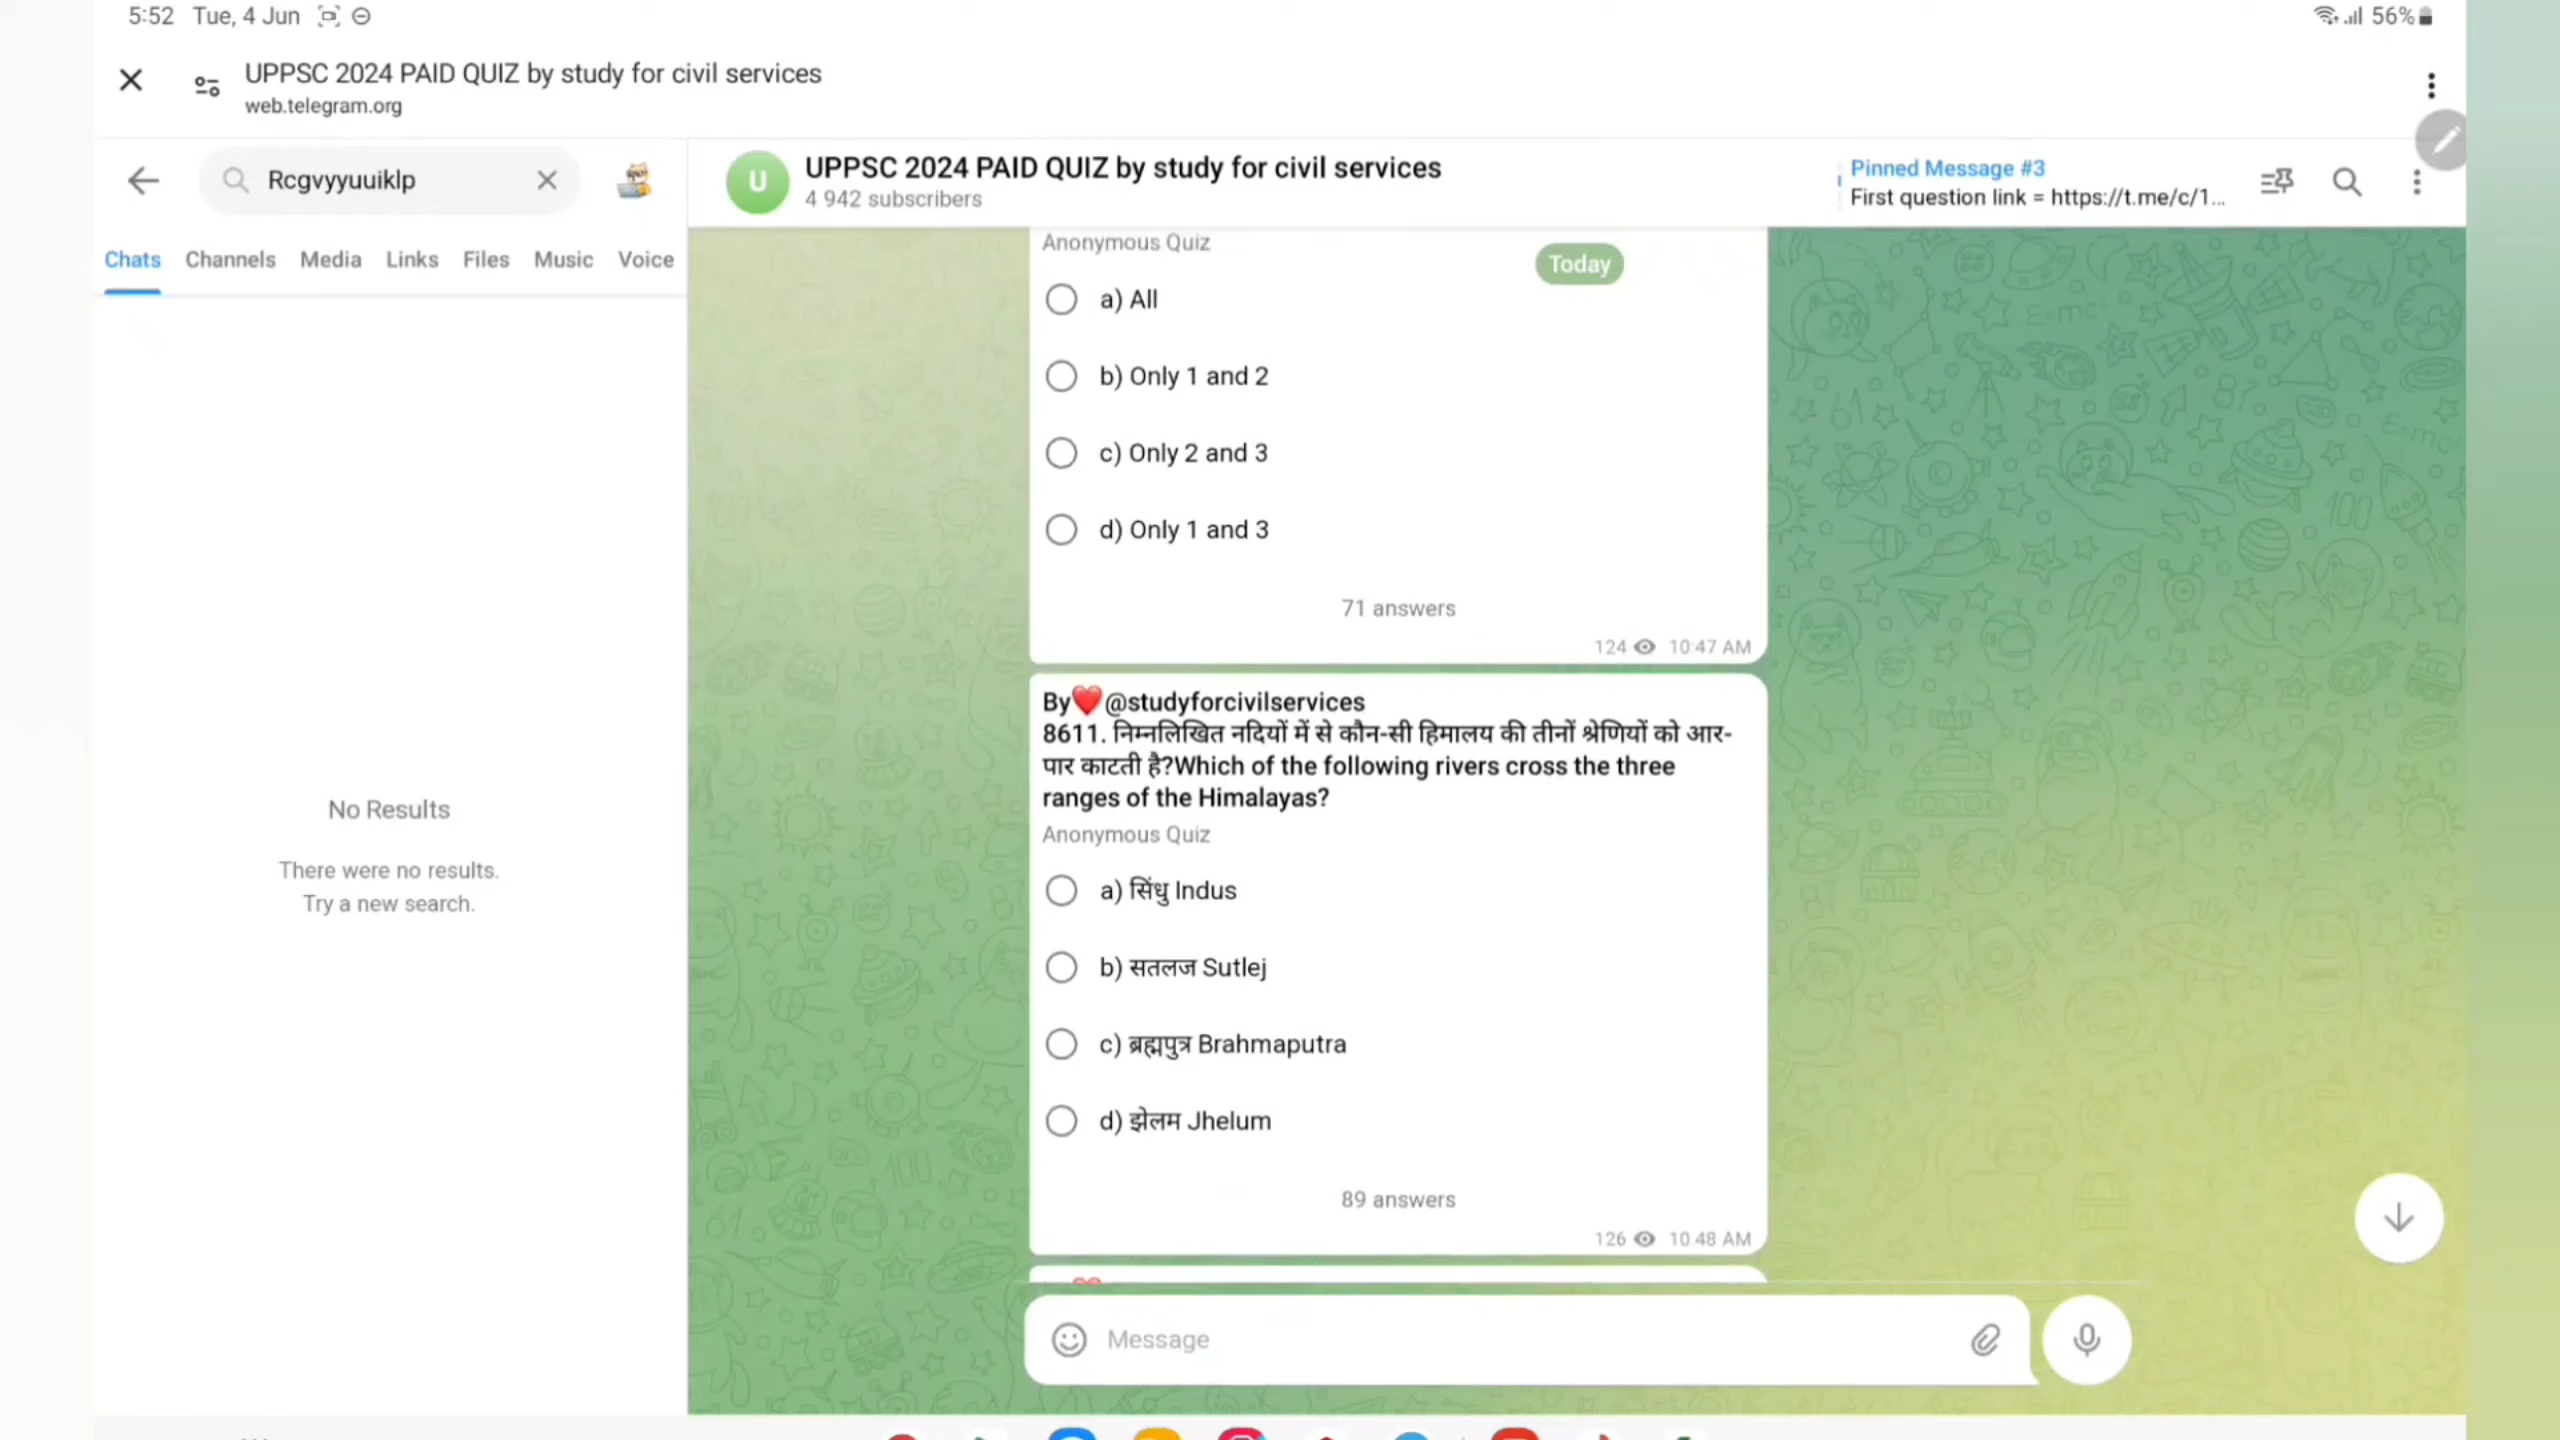 5:52 Tue, 4 Jun
56%
UPPSC 2024 PAID QUIZ by study for civil services
web.telegram.org
Rcgvyyuuiklp
Chats Channels Media Links Files Music Voice
No Results
There were no results.
Try a new search.
U
UPPSC 2024 PAID QUIZ by study for civil services
4 942 subscribers
Pinned Message #3
First question link = https://t.me/c/1...
Anonymous Quiz
Today
a) All
b) Only 1 and 2
c) Only 2 and 3
d) Only 1 and 3
71 answers
124 10:47 AM
By❤️@studyforcivilservices
8611. निम्नलिखित नदियों में से कौन-सी हिमालय की तीनों श्रेणियों को आर-
पार काटती है?Which of the following rivers cross the three
ranges of the Himalayas?
Anonymous Quiz
a) सिंधु Indus
b) सतलज Sutlej
c) ब्रह्मपुत्र Brahmaputra
d) झेलम Jhelum
89 answers
126 10:48 AM
Message